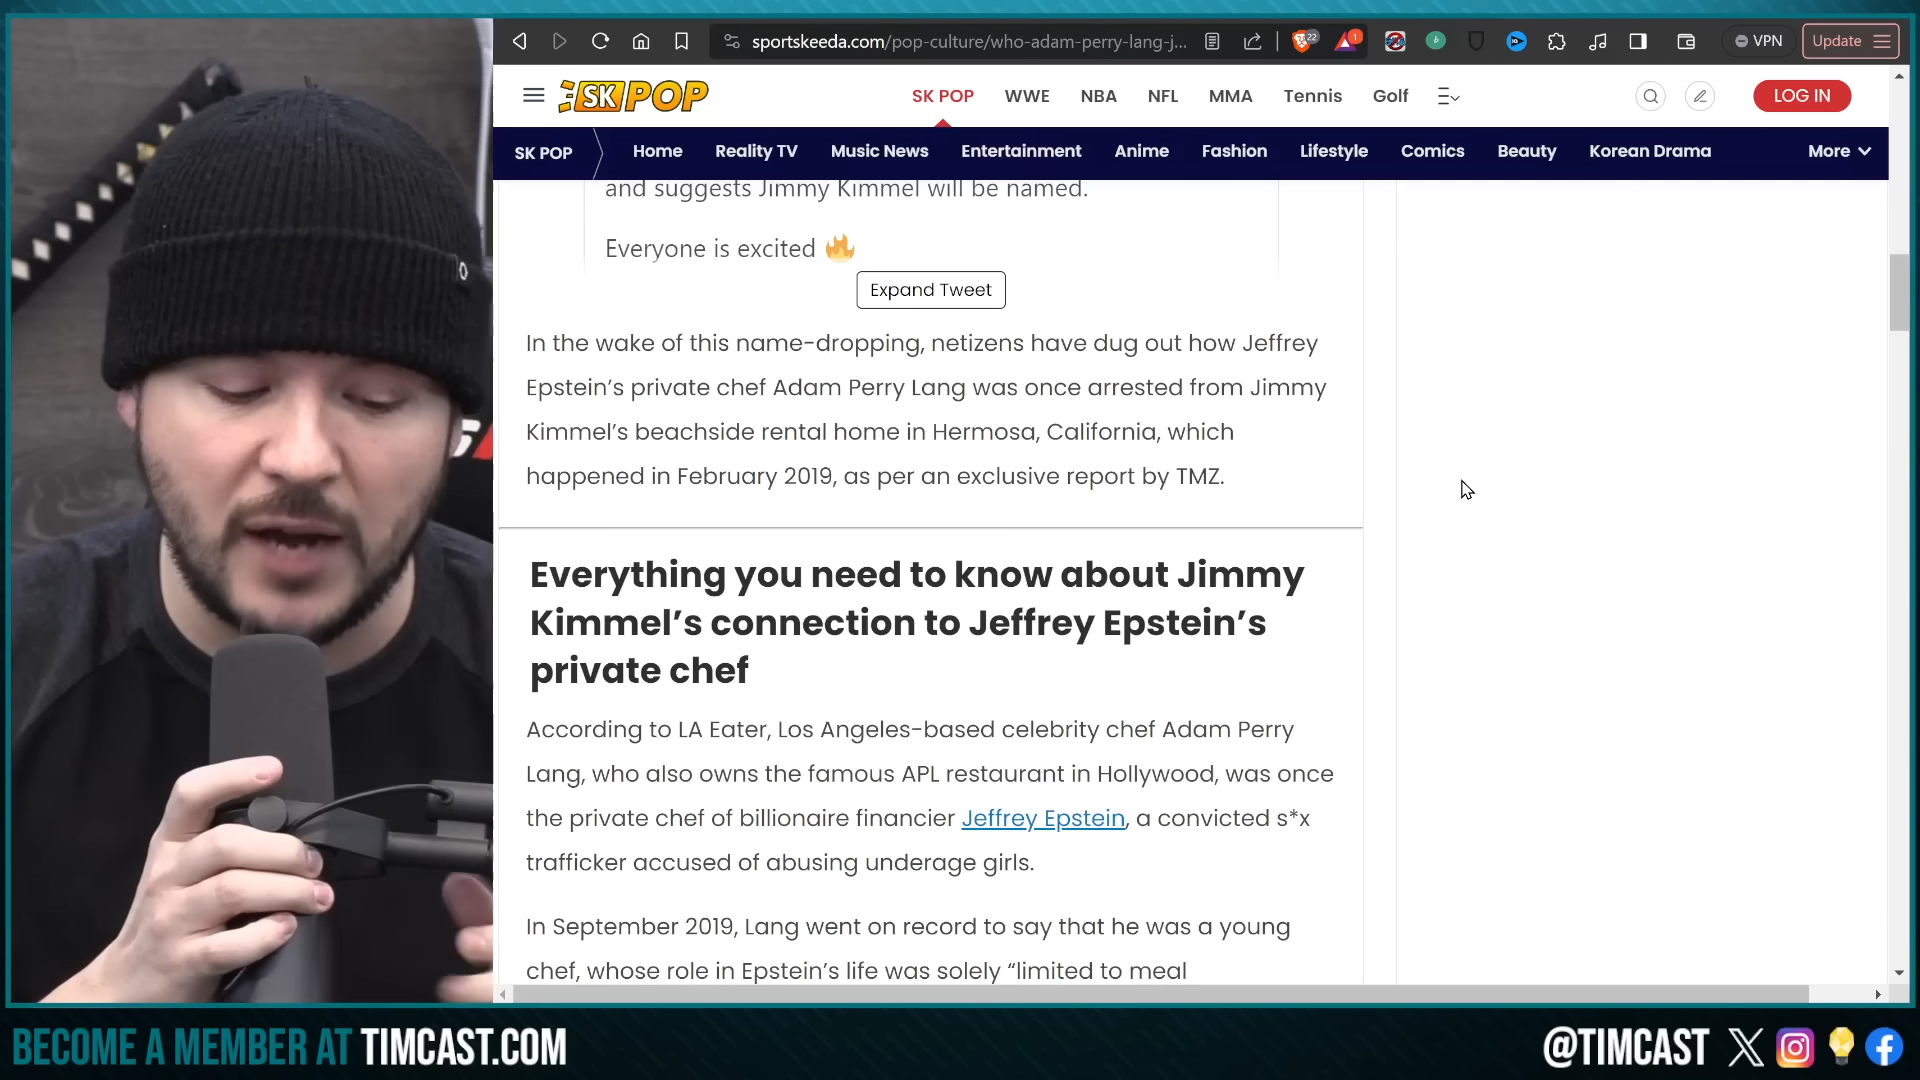 sportskeeda.com/pop-culture/who-adam-perry-lang-j...
22
1
VPN
Update
SK POP
SK POP
WWE
NBA
NFL
MMA
Tennis
Golf
LOG IN
SK POP
Home
Reality TV
Music News
Entertainment
Anime
Fashion
Lifestyle
Comics
Beauty
Korean Drama
More
and suggests Jimmy Kimmel will be named.
Everyone is excited 🔥
Expand Tweet
In the wake of this name-dropping, netizens have dug out how Jeffrey
Epstein’s private chef Adam Perry Lang was once arrested from Jimmy
Kimmel’s beachside rental home in Hermosa, California, which
happened in February 2019, as per an exclusive report by TMZ.
Everything you need to know about Jimmy
Kimmel’s connection to Jeffrey Epstein’s
private chef
According to LA Eater, Los Angeles-based celebrity chef Adam Perry
Lang, who also owns the famous APL restaurant in Hollywood, was once
the private chef of billionaire financier Jeffrey Epstein, a convicted s*x
trafficker accused of abusing underage girls.
In September 2019, Lang went on record to say that he was a young
chef, whose role in Epstein’s life was solely “limited to meal
BECOME A MEMBER AT TIMCAST.COM
@TIMCAST